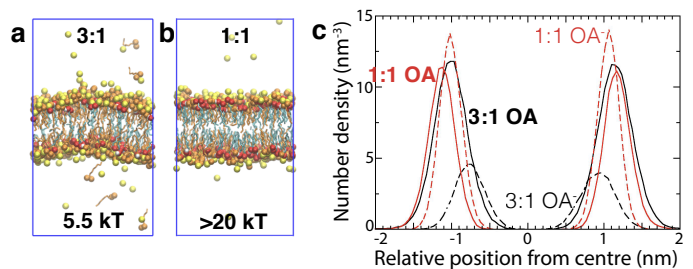 a
3:1
5.5 kT
b
1:1
>20 kT
c
Number density (nm⁻³)
15
10
5
0
1:1 OA
3:1 OA
1:1 OA⁻
3:1 OA⁻
-2
-1
0
1
2
Relative position from centre (nm)